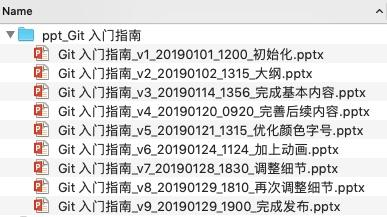 Name
ppt_Git 入门指南
Git 入门指南_v1_20190101_1200_初始化.pptx
Git 入门指南_v2_20190102_1315_大纲.pptx
Git 入门指南_v3_20190114_1356_完成基本内容.pptx
Git 入门指南_v4_20190120_0920_完善后续内容.pptx
Git 入门指南_v5_20190121_1315_优化颜色字号.pptx
Git 入门指南_v6_20190124_1124_加上动画.pptx
Git 入门指南_v7_20190128_1830_调整细节.pptx
Git 入门指南_v8_20190129_1810_再次调整细节.pptx
Git 入门指南_v9_20190129_1900_完成发布.pptx